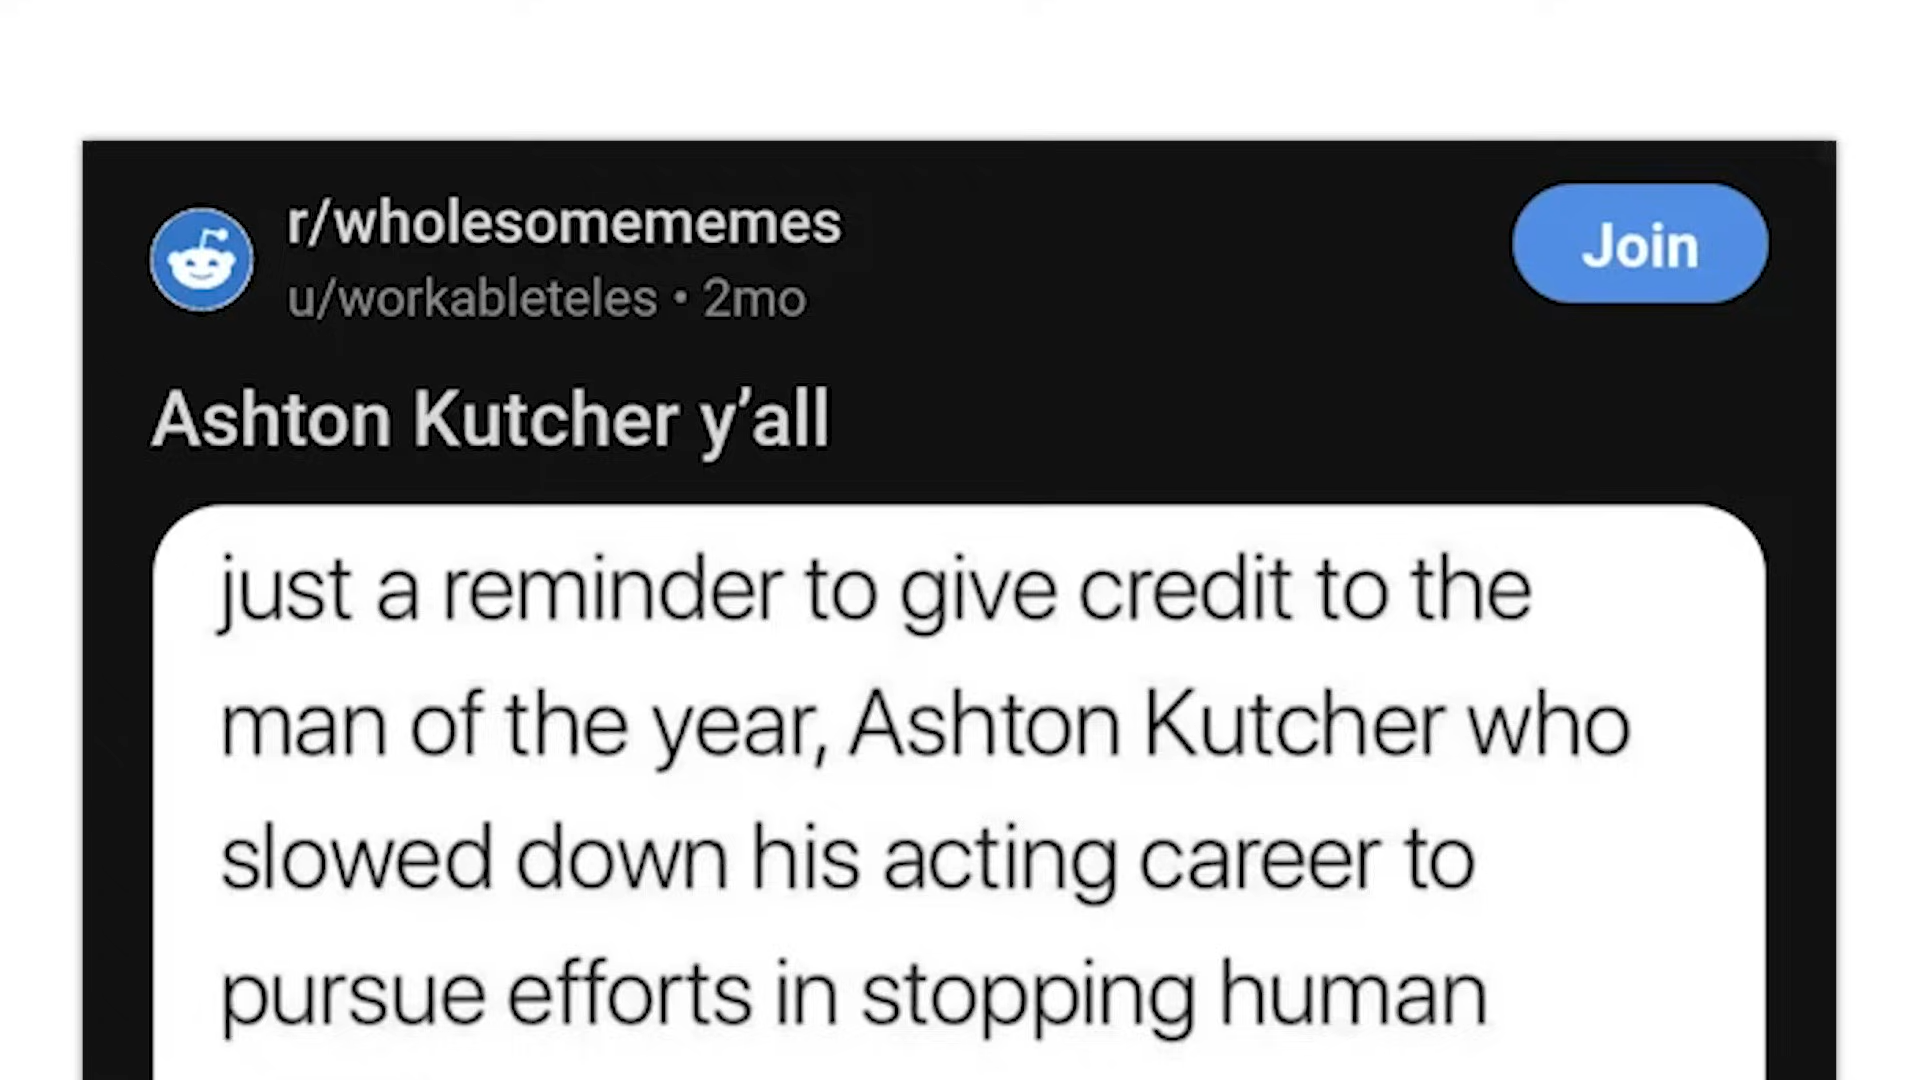 r/wholesomememes
Join
u/workableteles • 2mo
Ashton Kutcher y’all
just a reminder to give credit to the
man of the year, Ashton Kutcher who
slowed down his acting career to
pursue efforts in stopping human